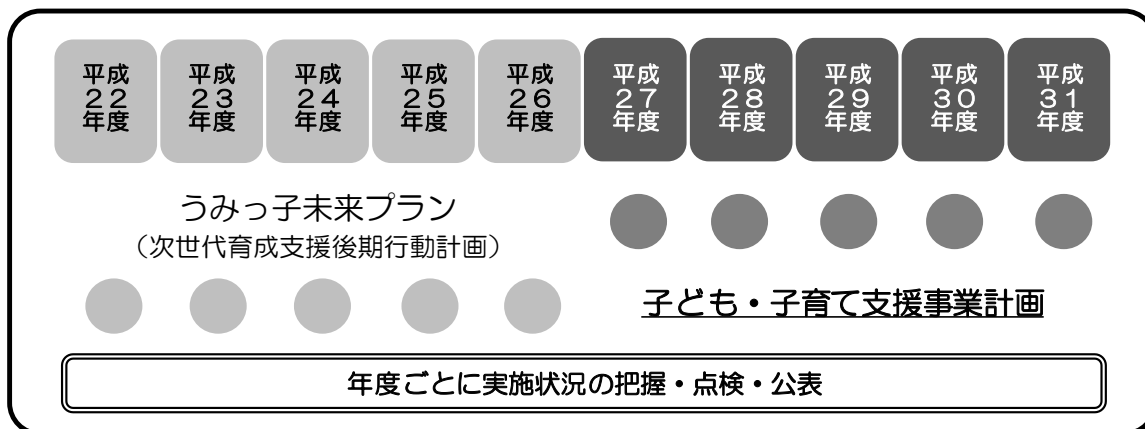 平成
22
年度
平成
23
年度
平成
24
年度
平成
25
年度
平成
26
年度
平成
27
年度
平成
28
年度
平成
29
年度
平成
30
年度
平成
31
年度
うみっ子未来プラン
（次世代育成支援後期行動計画）
子ども・子育て支援事業計画
年度ごとに実施状況の把握・点検・公表